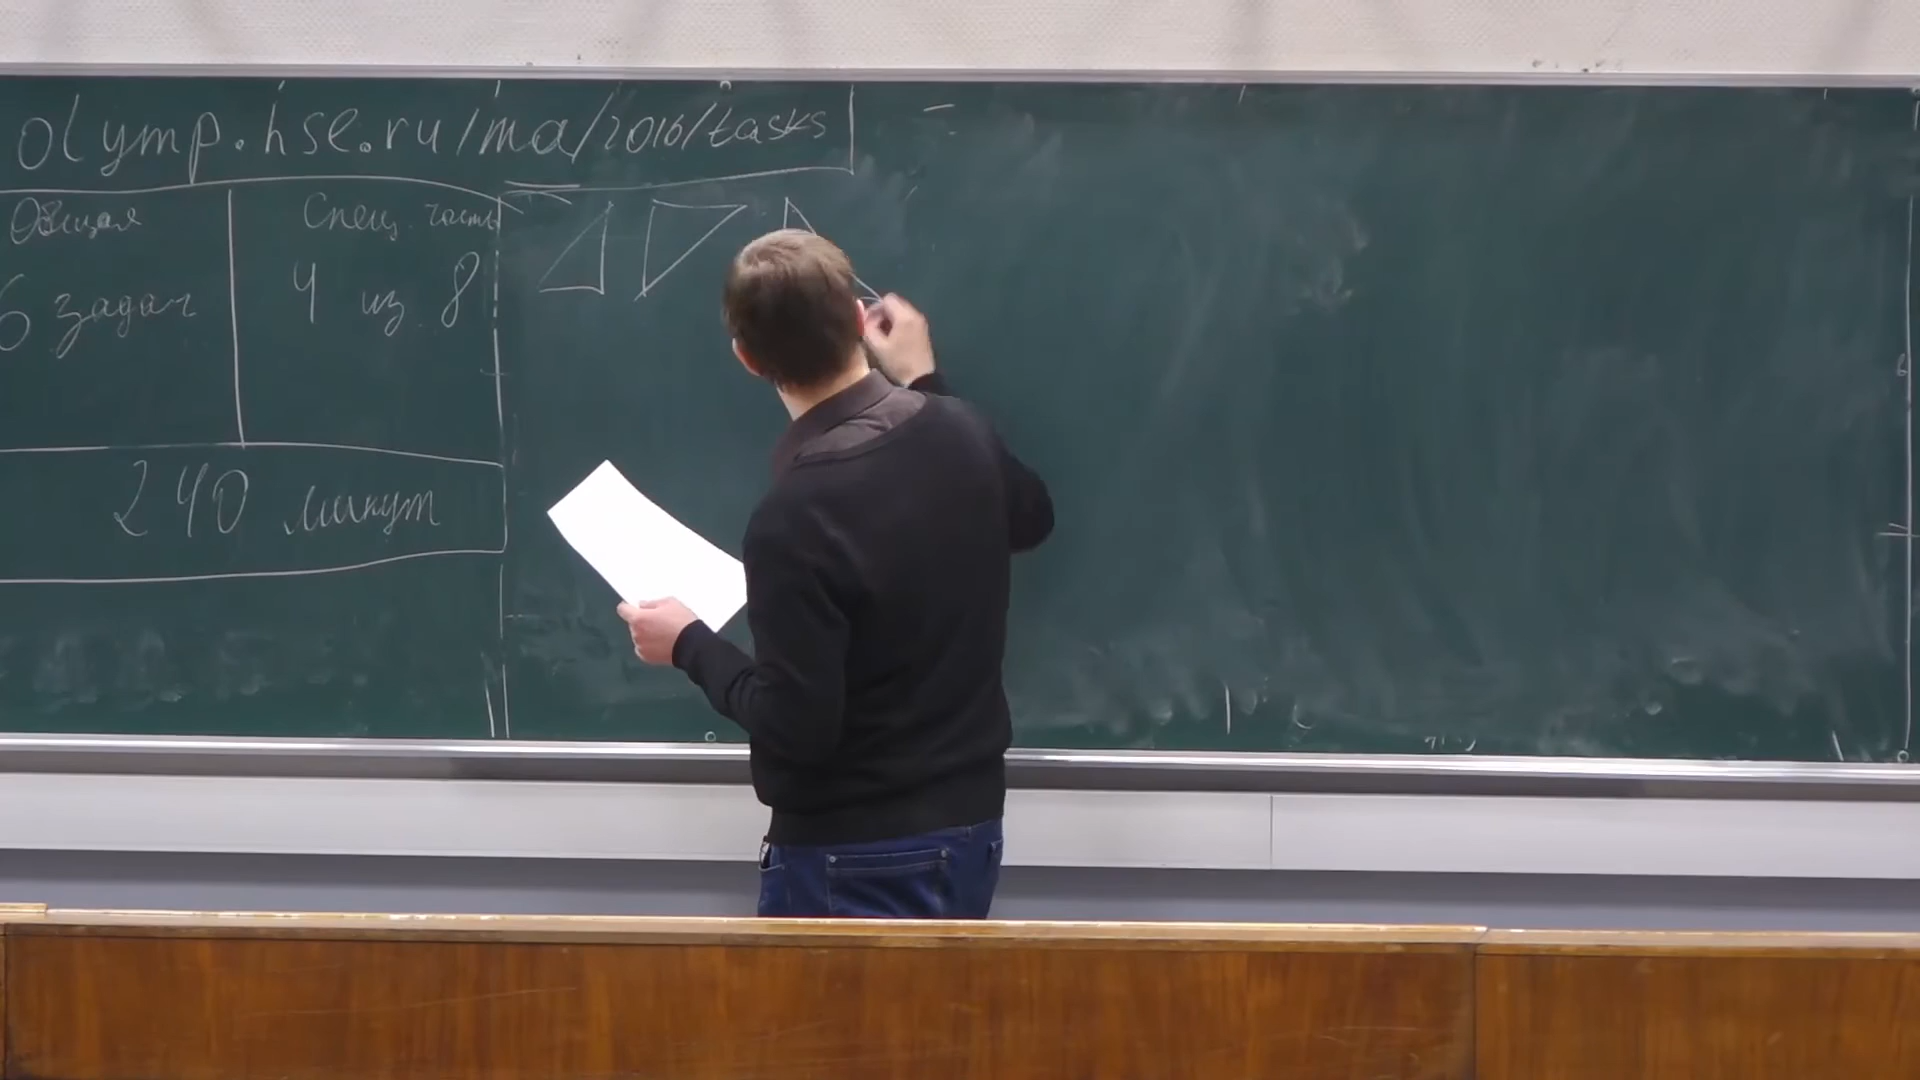 olymp.hse.ru/ma/2016/tasks
Общая
Спец. часть
6 задач
4 из 8
240 минут